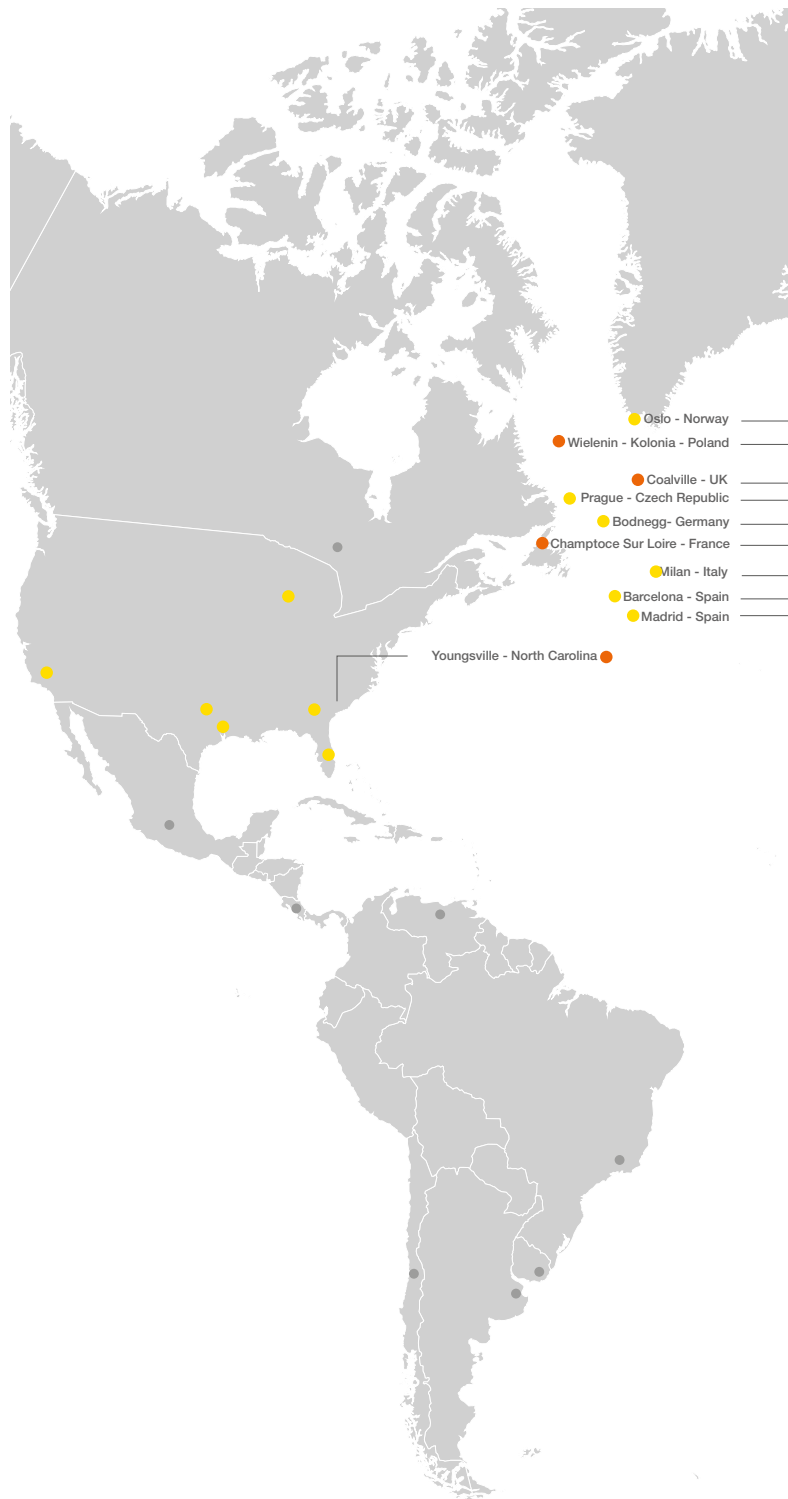 Oslo - Norway
Wielenin - Kolonia - Poland
Coalville - UK
Prague - Czech Republic
Bodnegg- Germany
Champtoce Sur Loire - France
Milan - Italy
Barcelona - Spain
Madrid - Spain
Youngsville - North Carolina